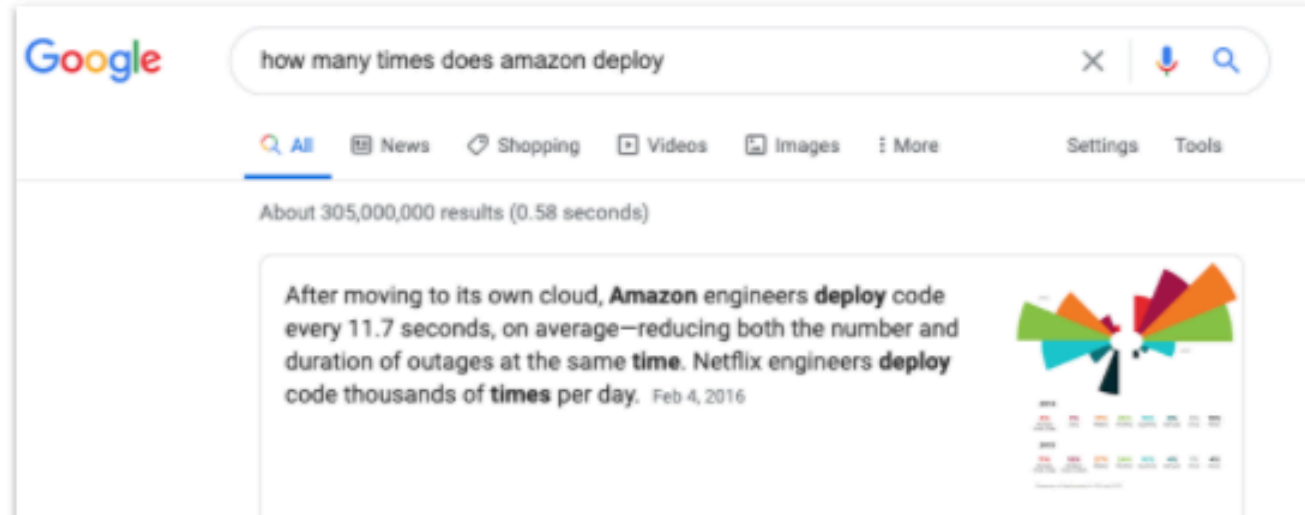 Google
how many times does amazon deploy
All News Shopping Videos Images More Settings Tools
About 305,000,000 results (0.58 seconds)
After moving to its own cloud, Amazon engineers deploy code
every 11.7 seconds, on average—reducing both the number and
duration of outages at the same time. Netflix engineers deploy
code thousands of times per day. Feb 4, 2016